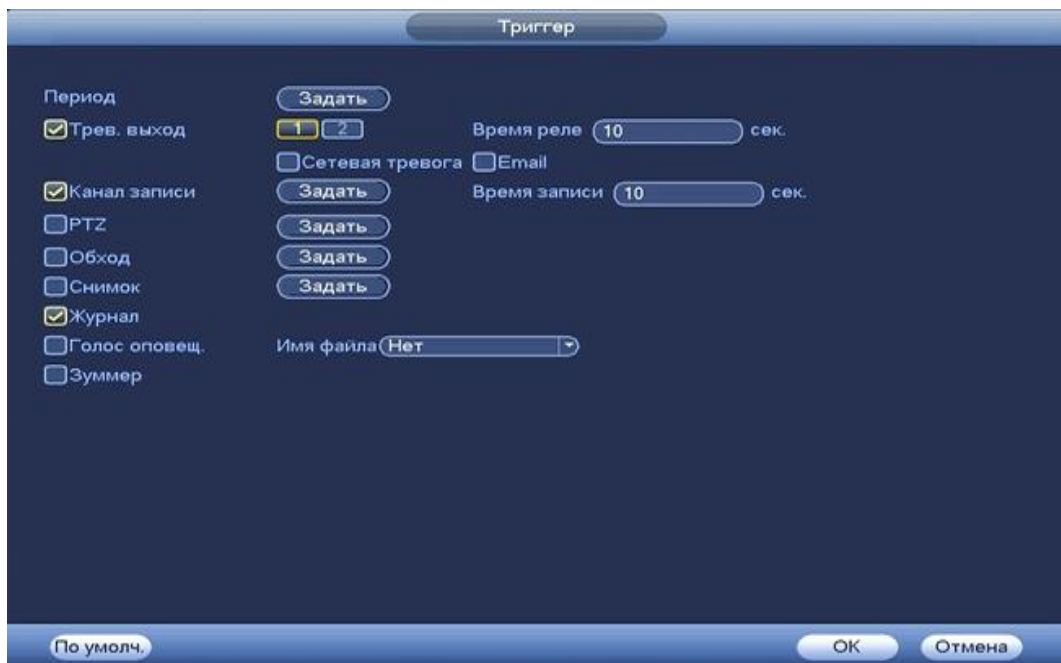 Триггер
Период Задать
Трев. выход 1 2 Время реле 10 сек.
Сетевая тревога Email
Канал записи Задать Время записи 10 сек.
PTZ Задать
Обход Задать
Снимок Задать
Журнал
Голос оповещ. Имя файла Нет
Зуммер
По умолч. OK Отмена